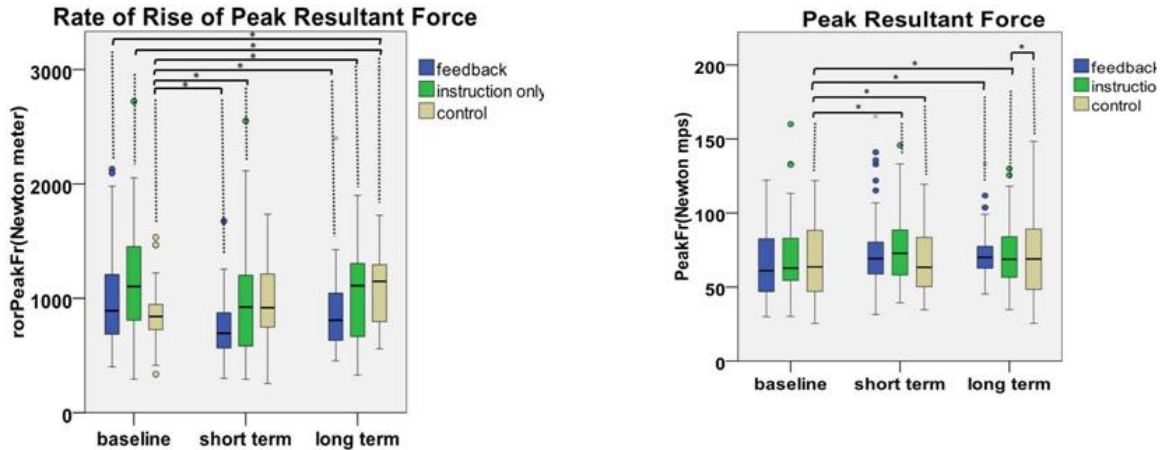 Rate of Rise of Peak Resultant Force
rorPeakFr(Newton meter)
3000
2000
1000
0
* * * * * *
feedback
instruction only
control
baseline short term long term
Peak Resultant Force
PeakFr(Newton mps)
200
150
100
50
0
* * * * *
feedback
instruction
control
baseline short term long term